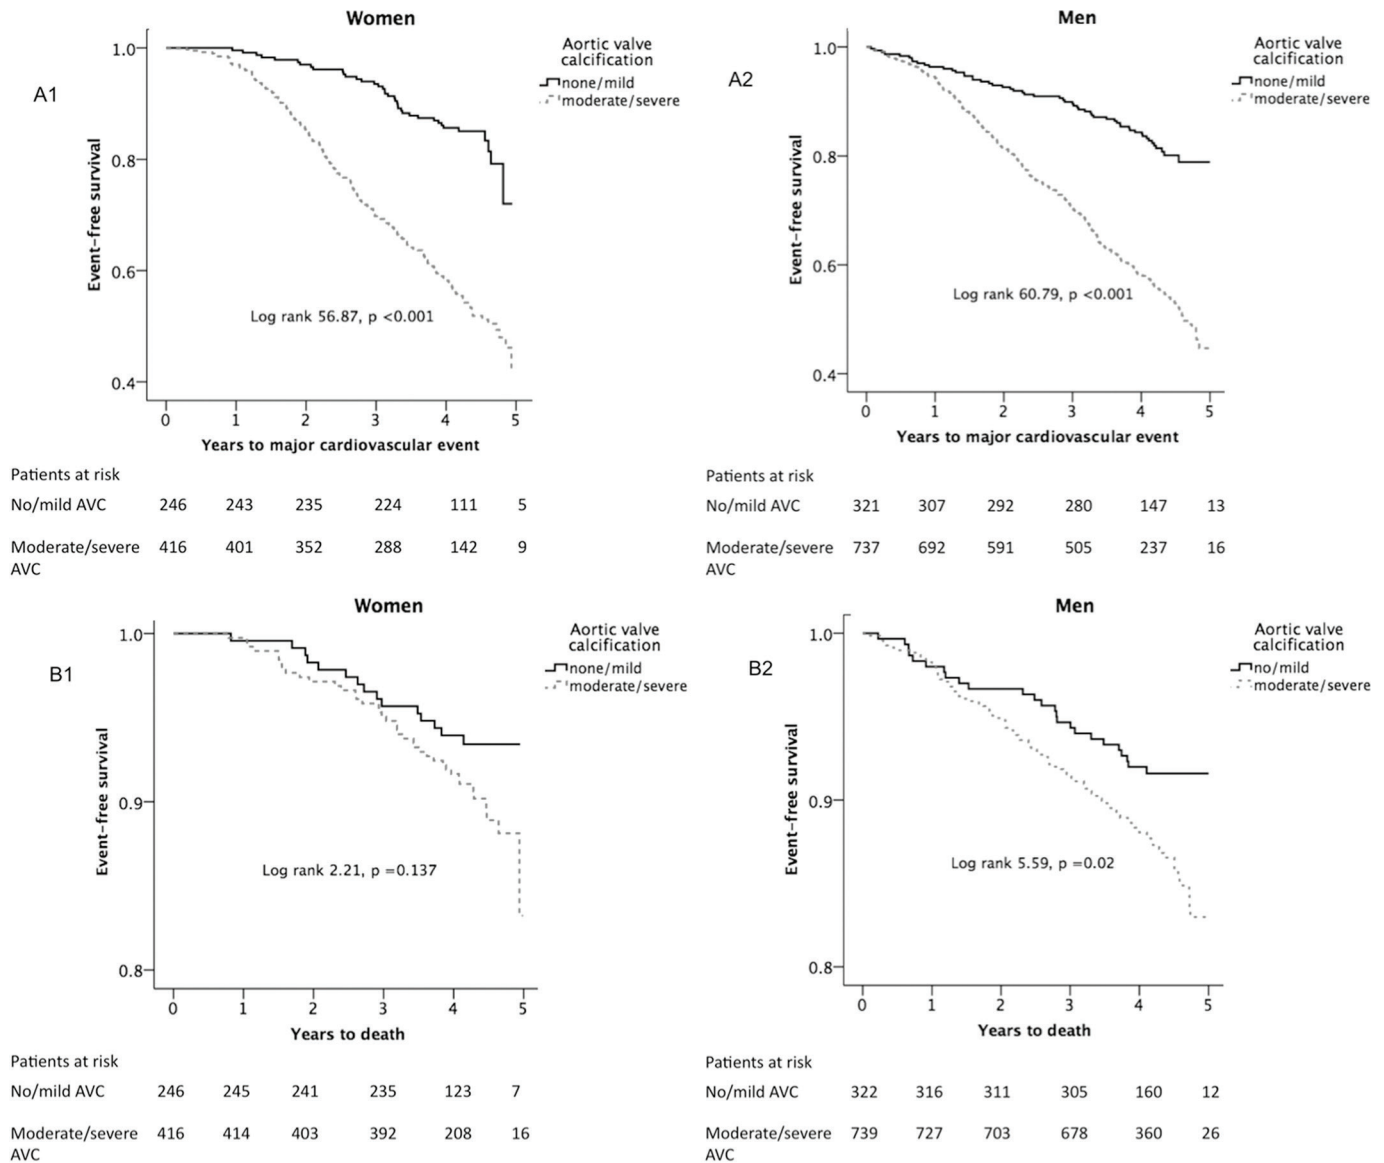 Women
A1
Aortic valve
calcification
none/mild
moderate/severe
1.0
0.8
0.6
0.4
Event-free survival
Log rank 56.87, p <0.001
0 1 2 3 4 5
Years to major cardiovascular event
Patients at risk
No/mild AVC 246 243 235 224 111 5
Moderate/severe 416 401 352 288 142 9
AVC
Men
A2
Aortic valve
calcification
none/mild
moderate/severe
1.0
0.8
0.6
0.4
Event-free survival
Log rank 60.79, p <0.001
0 1 2 3 4 5
Years to major cardiovascular event
Patients at risk
No/mild AVC 321 307 292 280 147 13
Moderate/severe 737 692 591 505 237 16
AVC
Women
B1
Aortic valve
calcification
none/mild
moderate/severe
1.0
0.9
0.8
Event-free survival
Log rank 2.21, p =0.137
0 1 2 3 4 5
Years to death
Patients at risk
No/mild AVC 246 245 241 235 123 7
Moderate/severe 416 414 403 392 208 16
AVC
Men
B2
Aortic valve
calcification
no/mild
moderate/severe
1.0
0.9
0.8
Event-free survival
Log rank 5.59, p =0.02
0 1 2 3 4 5
Years to death
Patients at risk
No/mild AVC 322 316 311 305 160 12
Moderate/severe 739 727 703 678 360 26
AVC